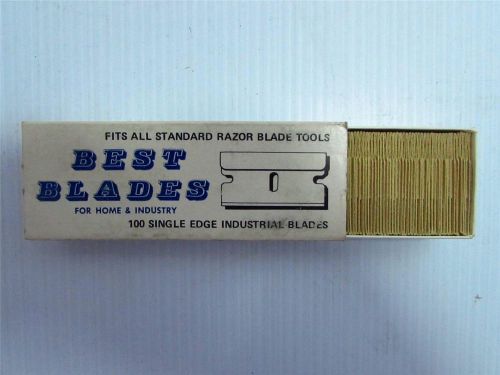 FITS ALL STANDARD RAZOR BLADE TOOLS
BEST
BLADES
FOR HOME & INDUSTRY
100 SINGLE EDGE INDUSTRIAL BLADES